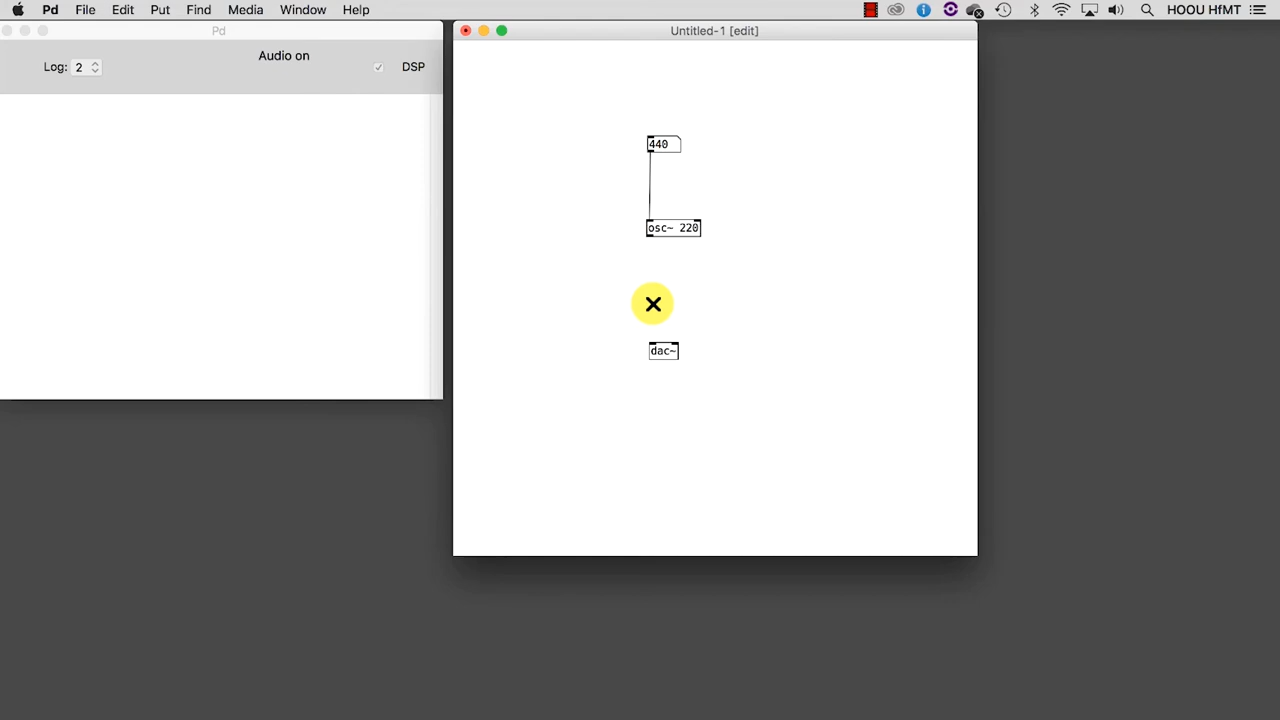 Pd File Edit Put Find Media Window Help HOOU HfMT
Pd
Audio on
Log: 2 DSP
Untitled-1 [edit]
440
osc~ 220
dac~